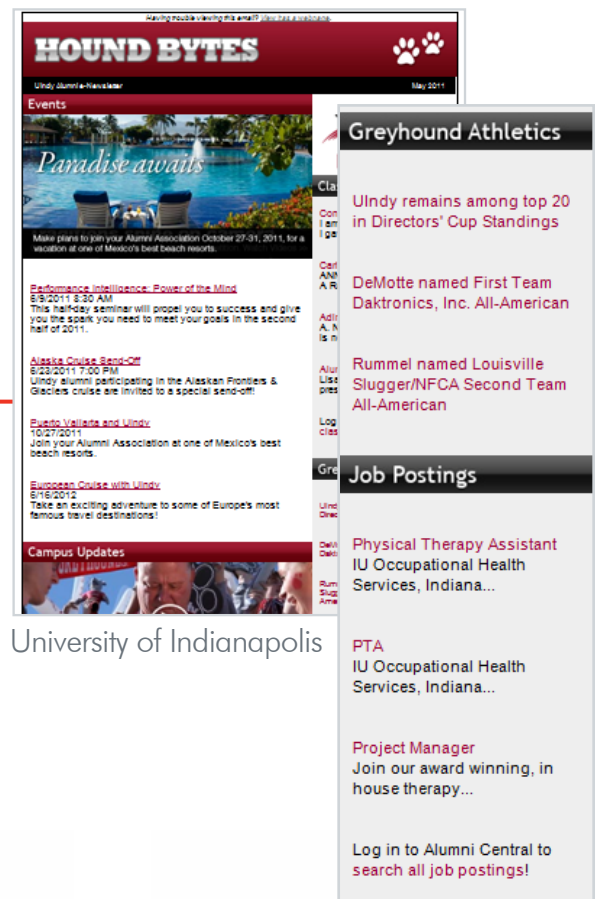 Having trouble viewing this email? View has a webpage.
HOUND BYTES
UIndy Alumni e-Newsletter
May 2011
Events
Paradise awaits
Make plans to join your Alumni Association October 27-31, 2011, for a
vacation at one of Mexico's best beach resorts.
Performance Intelligence: Power of the Mind
6/9/2011 8:30 AM
This half-day seminar will propel you to success and give
you the spark you need to meet your goals in the second
half of 2011.
Alaska Cruise Send-Off
6/23/2011 7:00 PM
UIndy alumni participating in the Alaskan Frontiers &
Glaciers cruise are invited to a special send-off!
Puerto Vallarta and UIndy
10/27/2011
Join your Alumni Association at one of Mexico's best
beach resorts.
European Cruise with UIndy
6/16/2012
Take an exciting adventure to some of Europe's most
famous travel destinations!
Campus Updates
University of Indianapolis
Greyhound Athletics
UIndy remains among top 20
in Directors' Cup Standings
DeMotte named First Team
Daktronics, Inc. All-American
Rummel named Louisville
Slugger/NFCA Second Team
All-American
Job Postings
Physical Therapy Assistant
IU Occupational Health
Services, Indiana...
PTA
IU Occupational Health
Services, Indiana...
Project Manager
Join our award winning, in
house therapy...
Log in to Alumni Central to
search all job postings!